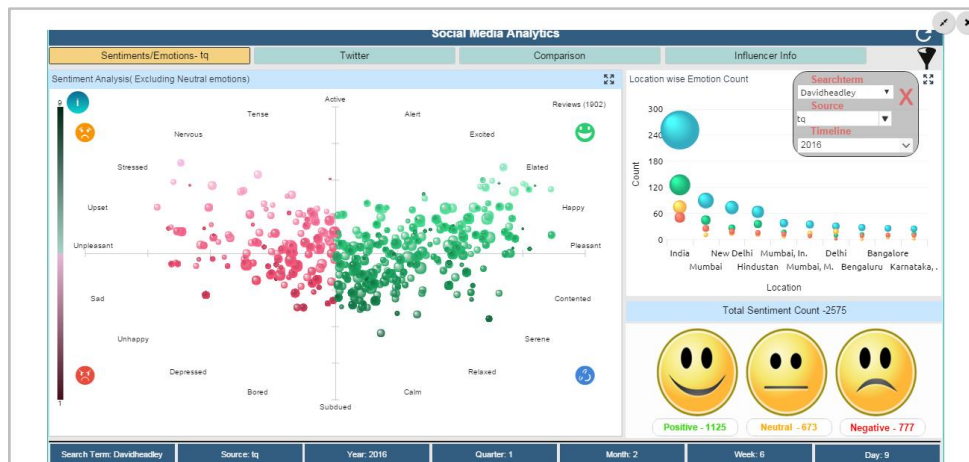 Social Media Analytics
Sentiments/Emotions- tq
Twitter
Comparison
Influencer Info
Sentiment Analysis( Excluding Neutral emotions)
Reviews (1902)
9
1
Active
Tense
Alert
Nervous
Excited
Stressed
Elated
Upset
Happy
Unpleasant
Pleasant
Sad
Contented
Unhappy
Serene
Depressed
Relaxed
Bored
Calm
Subdued
Location wise Emotion Count
Searchterm
Davidheadley
X
Source
tq
Timeline
2016
Count
300
240
180
120
60
0
India
New Delhi
Mumbai, In.
Delhi
Bangalore
Mumbai
Hindustan
Mumbai, M.
Bengaluru
Karnataka, .
Location
Total Sentiment Count -2575
Positive - 1125
Neutral - 673
Negative - 777
Search Term: Davidheadley
Source: tq
Year: 2016
Quarter: 1
Month: 2
Week: 6
Day: 9